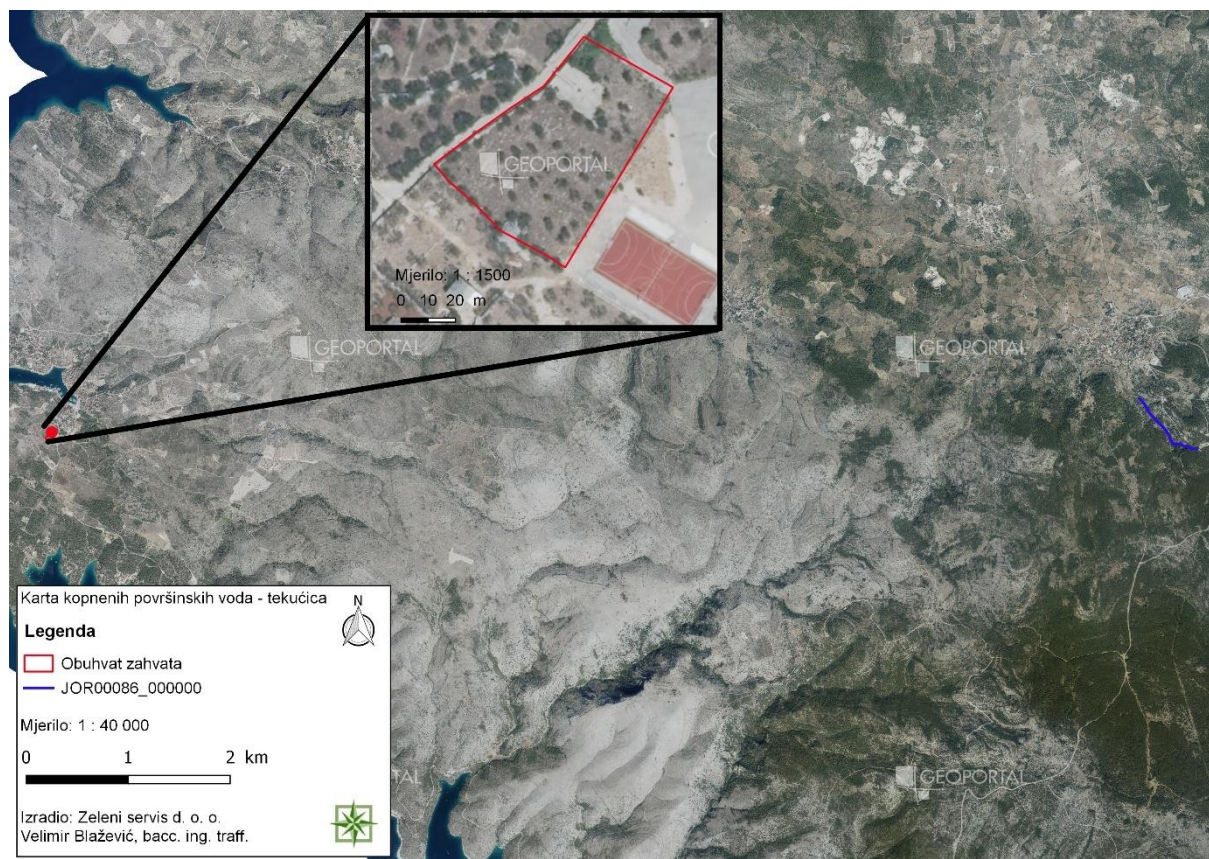 GEOPORTAL
Mjerilo: 1 : 1500
0 10 20 m
GEOPORTAL
GEOPORTAL
Karta kopnenih površinskih voda - tekućica
N
Legenda
Obuhvat zahvata
JOR00086_000000
Mjerilo: 1 : 40 000
0 1 2 km
Izradio: Zeleni servis d. o. o.
Velimir Blažević, bacc. ing. traff.
PORTAL
GEOPORTAL